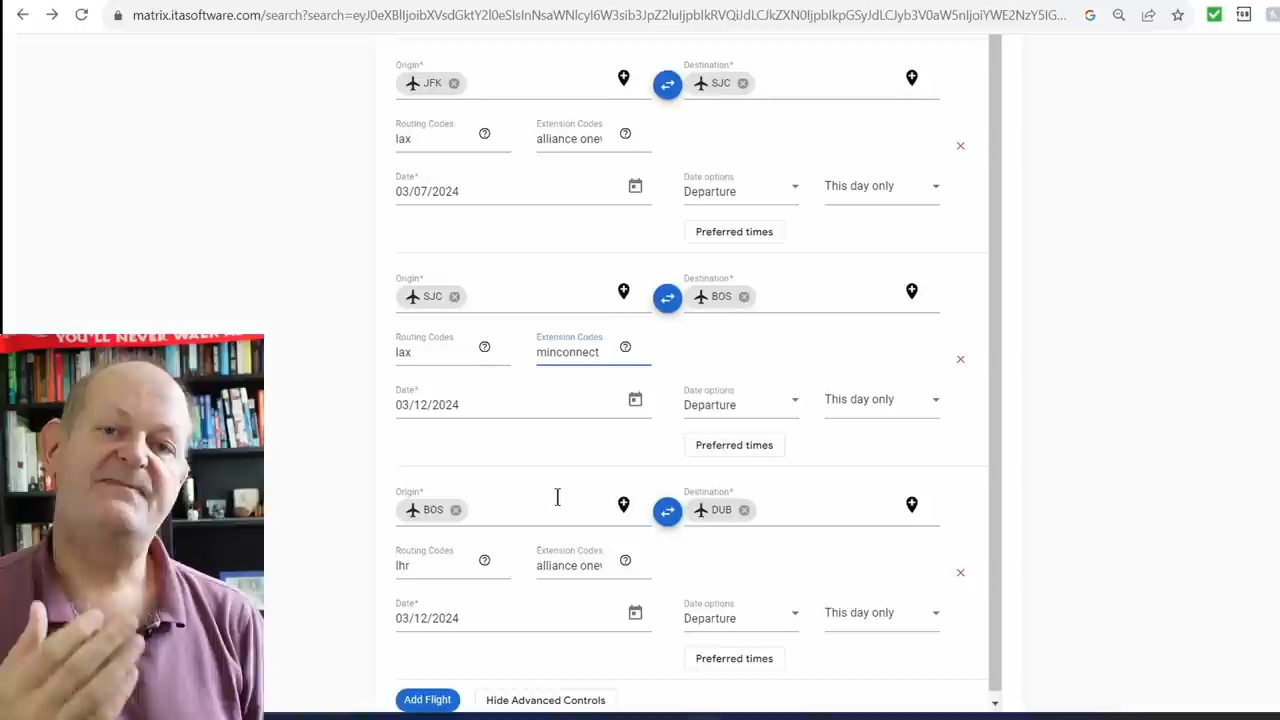 matrix.itasoftware.com/search?search=eyJ0eXBlIjoibXVsdGktY2l0eSIsInNsaWNlcyI6W3sib3JpZ2luIjpbIkRVQiJdLCJkZXN0IjpbIkpGSyJdLCJyb3V0aW5nIjoiYWE2NzY5IG...
Origin*
JFK
Destination*
SJC
Routing Codes
lax
Extension Codes
alliance one
Date*
03/07/2024
Date options
Departure
This day only
Preferred times
Origin*
SJC
Destination*
BOS
Routing Codes
lax
Extension Codes
minconnect
Date*
03/12/2024
Date options
Departure
This day only
Preferred times
Origin*
BOS
Destination*
DUB
Routing Codes
lhr
Extension Codes
alliance one
Date*
03/12/2024
Date options
Departure
This day only
Preferred times
Add Flight
Hide Advanced Controls
YOU'LL NEVER WALK